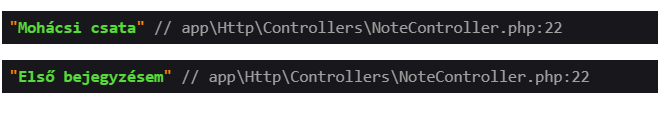 "Mohácsi csata" // app\Http\Controllers\NoteController.php:22
"Első bejegyzésem" // app\Http\Controllers\NoteController.php:22